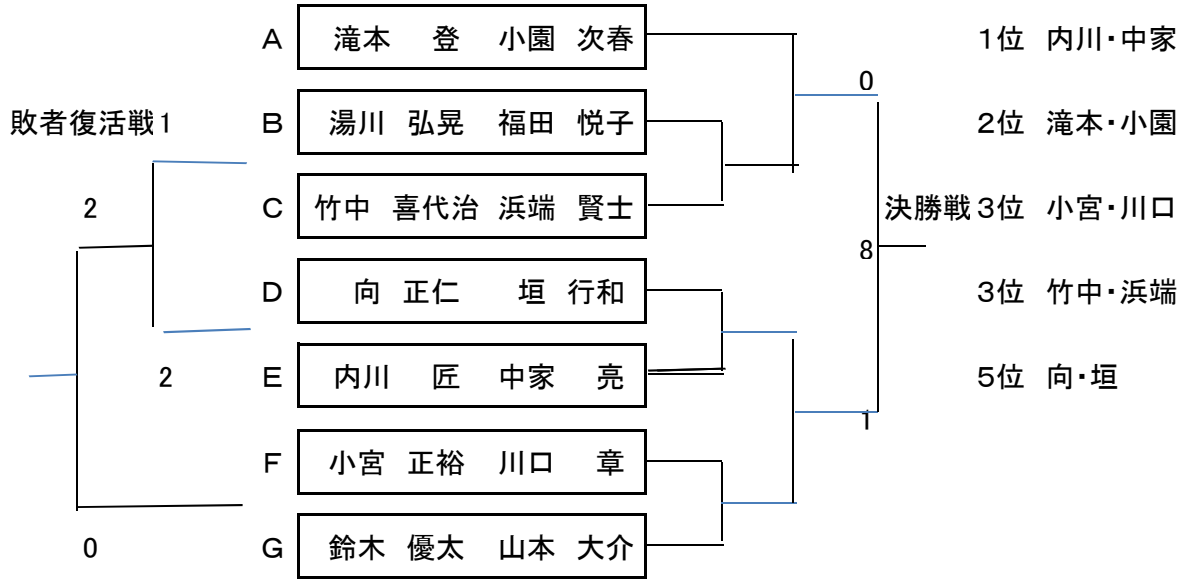 A 滝本 登 小園 次春 1位 内川・中家
0
敗者復活戦1 B 湯川 弘晃 福田 悦子 2位 滝本・小園
2 C 竹中 喜代治 浜端 賢士 決勝戦 3位 小宮・川口
8
D 向 正仁 垣 行和 3位 竹中・浜端
2 E 内川 匠 中家 亮 5位 向・垣
1
F 小宮 正裕 川口 章
0 G 鈴木 優太 山本 大介